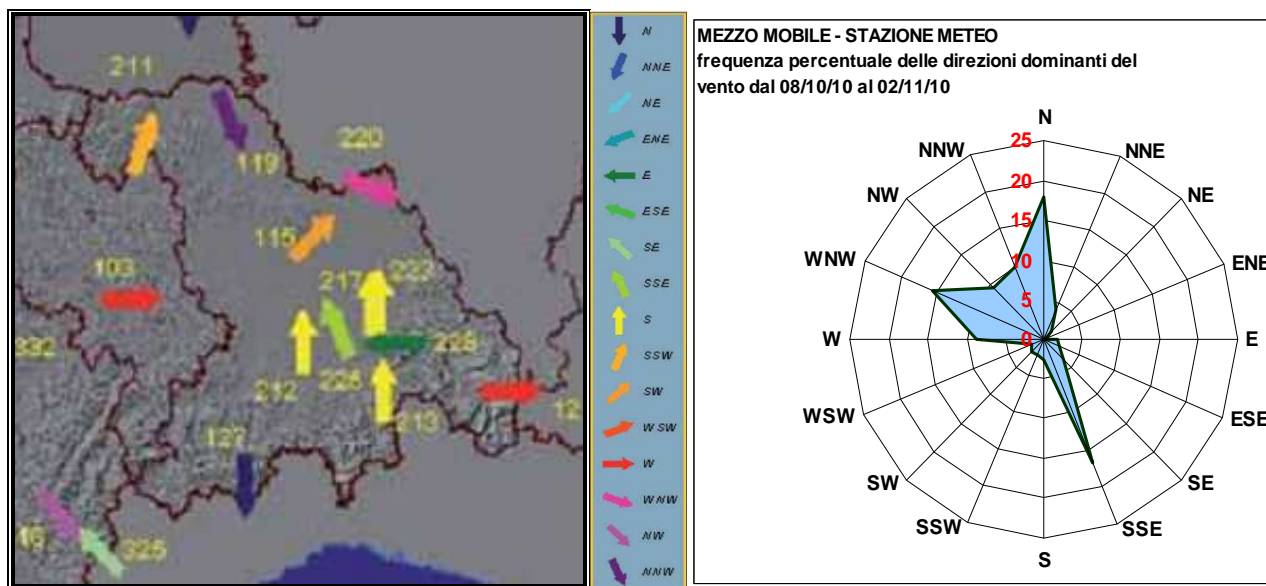 211
119
220
115
103
217
222
332
212
228
228
213
12
127
325
N
NNE
NE
ENE
E
ESE
SE
SSE
S
SSW
SW
WSW
W
WNW
NW
NNW
MEZZO MOBILE - STAZIONE METEO
frequenza percentuale delle direzioni dominanti del
vento dal 08/10/10 al 02/11/10
N
NNE
NE
ENE
E
ESE
SE
SSE
S
SSW
SW
WSW
W
WNW
NW
NNW
25
20
15
10
5
0